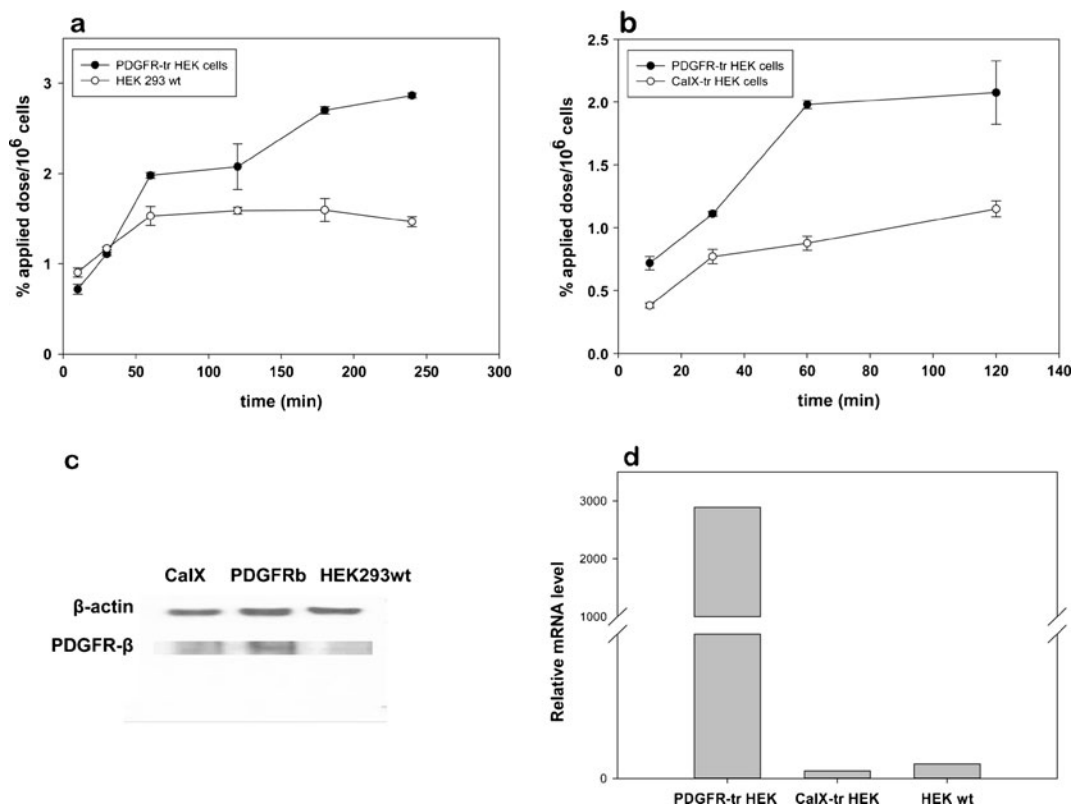 a
PDGFR-tr HEK cells
HEK 293 wt
% applied dose/10⁶ cells
3
2
1
0
0 50 100 150 200 250 300
time (min)
b
PDGFR-tr HEK cells
CaIX-tr HEK cells
% applied dose/10⁶ cells
2.5
2.0
1.5
1.0
0.5
0.0
0 20 40 60 80 100 120 140
time (min)
c
CaIX PDGFRb HEK293wt
β-actin
PDGFR-β
d
Relative mRNA level
3000
2000
1000
0
PDGFR-tr HEK CaIX-tr HEK HEK wt